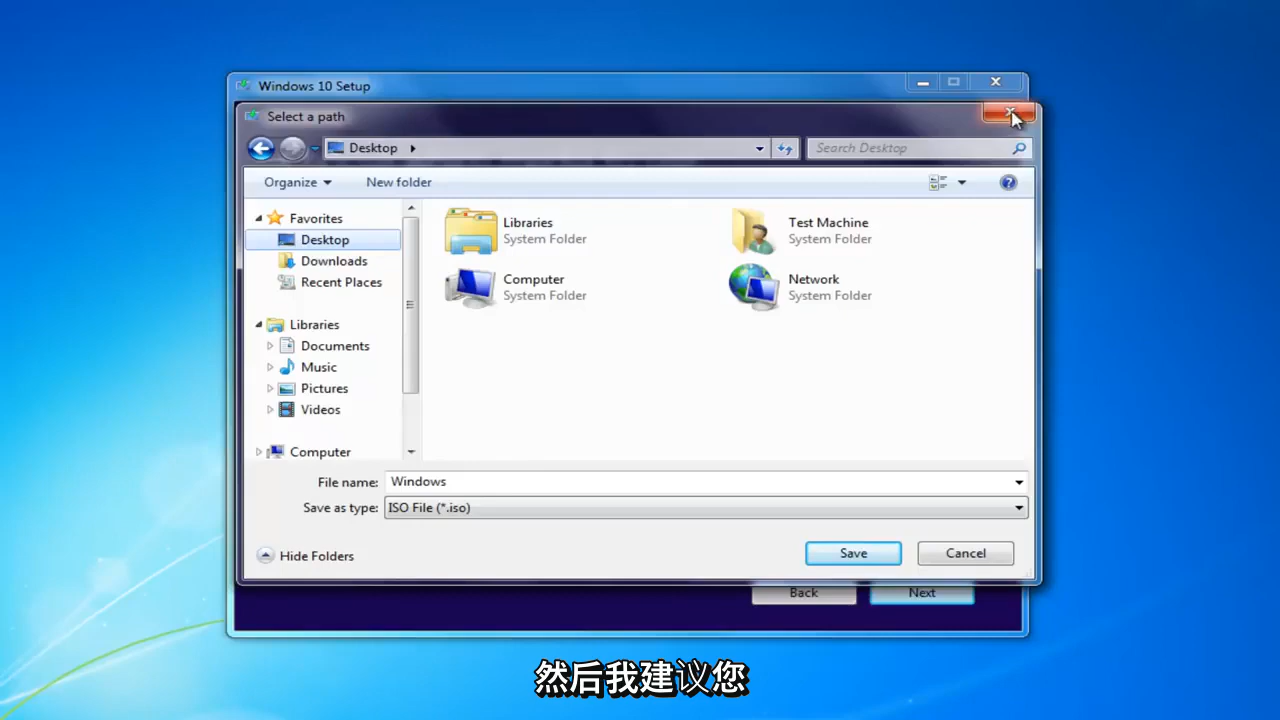 Windows 10 Setup
Select a path
Desktop
Search Desktop
Organize
New folder
Favorites
Desktop
Downloads
Recent Places
Libraries
Documents
Music
Pictures
Videos
Computer
Libraries
System Folder
Test Machine
System Folder
Computer
System Folder
Network
System Folder
File name: Windows
Save as type: ISO File (*.iso)
Hide Folders
Save
Cancel
Back
Next
然后我建议您